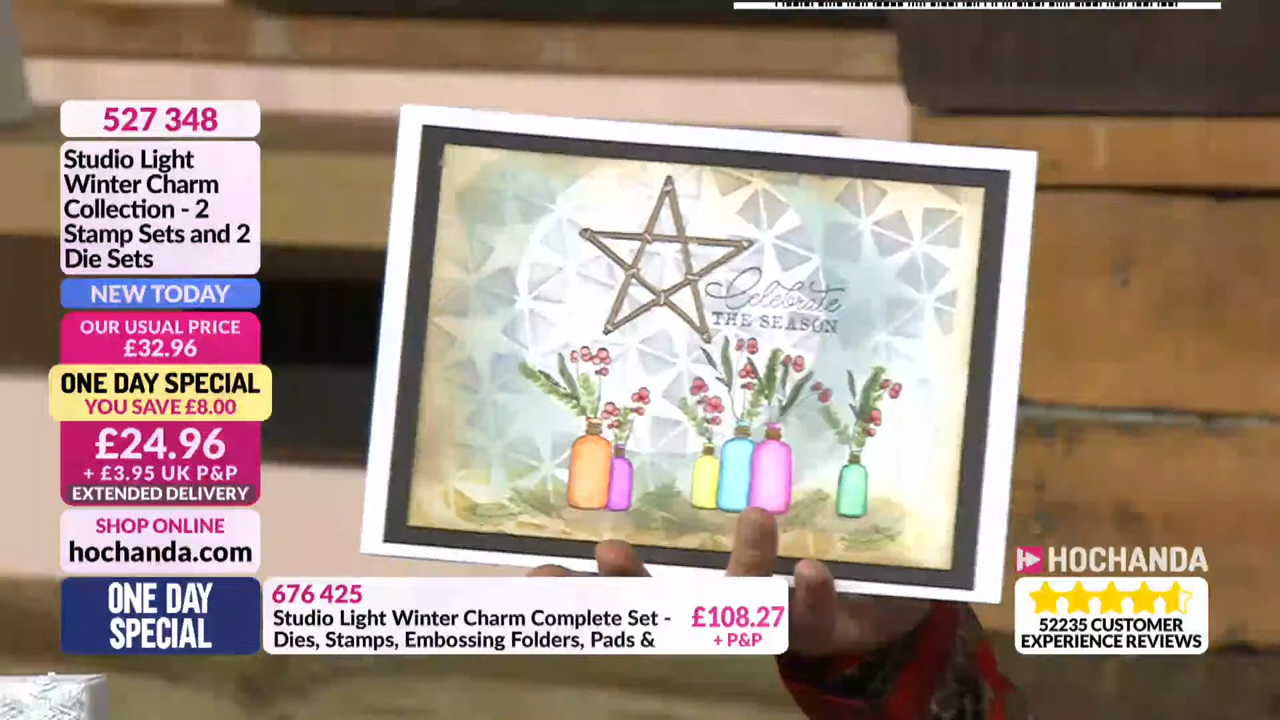 527 348
Studio Light
Winter Charm
Collection - 2
Stamp Sets and 2
Die Sets
NEW TODAY
OUR USUAL PRICE
£32.96
ONE DAY SPECIAL
YOU SAVE £8.00
£24.96
+ £3.95 UK P&P
EXTENDED DELIVERY
SHOP ONLINE
hochanda.com
Celebrate
THE SEASON
ONE DAY
SPECIAL
676 425
Studio Light Winter Charm Complete Set -
Dies, Stamps, Embossing Folders, Pads &
£108.27
+ P&P
HOCHANDA
52235 CUSTOMER
EXPERIENCE REVIEWS